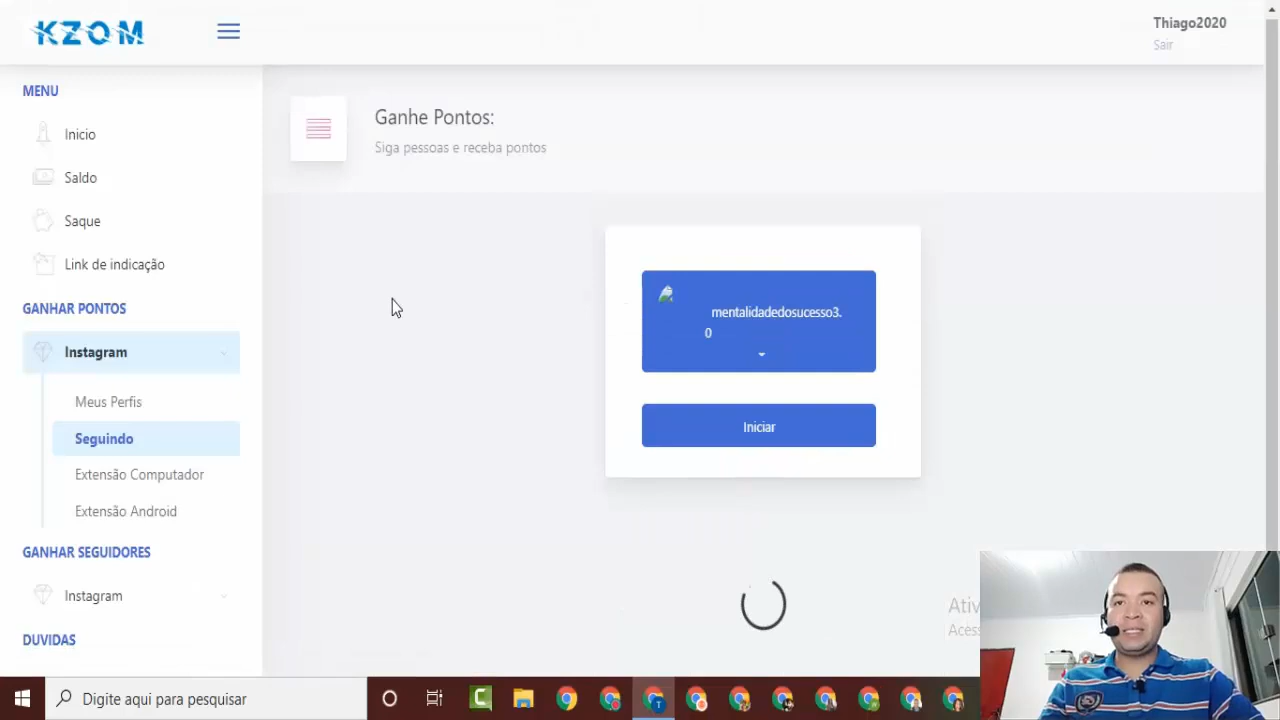 KZOM
Thiago2020
Sair
MENU
Inicio
Saldo
Saque
Link de indicação
GANHAR PONTOS
Instagram
Meus Perfis
Seguindo
Extensão Computador
Extensão Android
GANHAR SEGUIDORES
Instagram
DUVIDAS
Ganhe Pontos:
Siga pessoas e receba pontos
mentalidadedosucesso3.
0
Iniciar
Ativ
Aces
Digite aqui para pesquisar